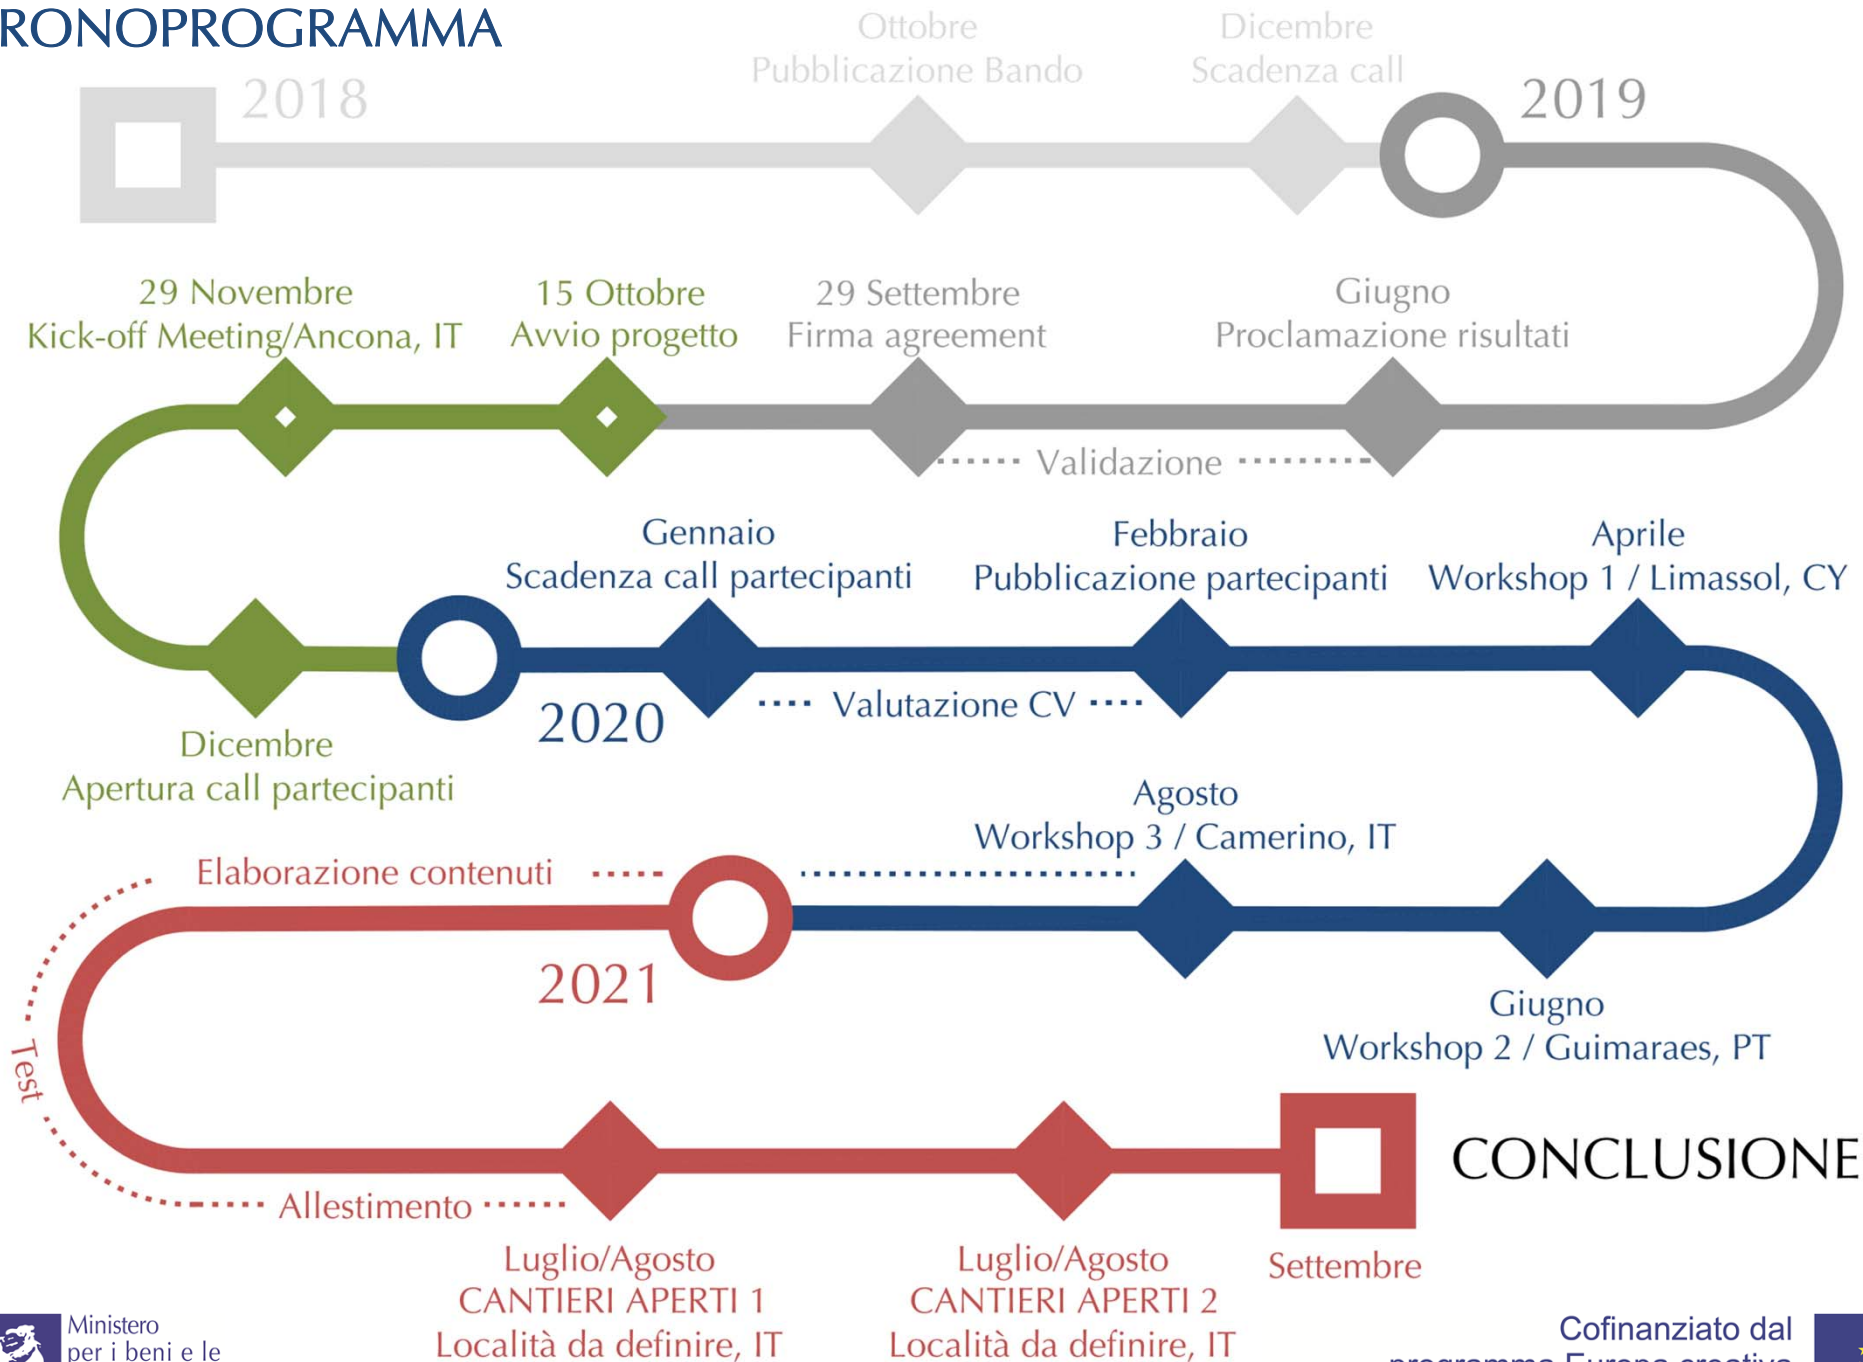 RONOPROGRAMMA
2018
Ottobre
Pubblicazione Bando
Dicembre
Scadenza call
2019
29 Novembre
Kick-off Meeting/Ancona, IT
15 Ottobre
Avvio progetto
29 Settembre
Firma agreement
Giugno
Proclamazione risultati
Validazione
Gennaio
Scadenza call partecipanti
Febbraio
Pubblicazione partecipanti
Aprile
Workshop 1 / Limassol, CY
2020
Valutazione CV
Dicembre
Apertura call partecipanti
Agosto
Workshop 3 / Camerino, IT
Elaborazione contenuti
2021
Giugno
Workshop 2 / Guimaraes, PT
Test
CONCLUSIONE
Allestimento
Luglio/Agosto
CANTIERI APERTI 1
Località da definire, IT
Luglio/Agosto
CANTIERI APERTI 2
Località da definire, IT
Settembre
Ministero
per i beni e le
Cofinanziato dal
programma Europa creativa